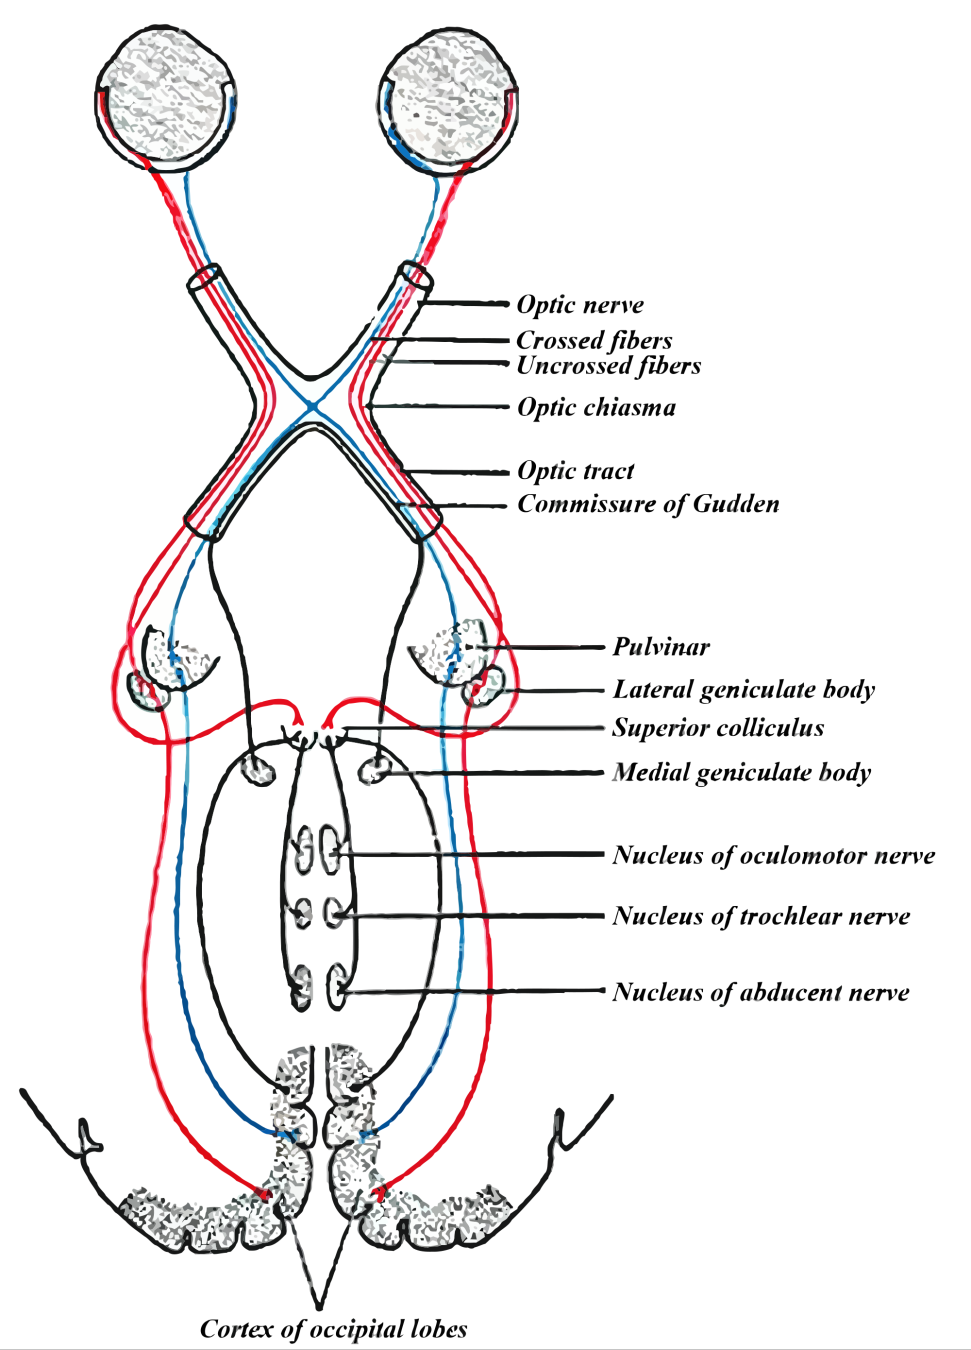 Optic nerve
Crossed fibers
Uncrossed fibers
Optic chiasma
Optic tract
Commissure of Gudden
Pulvinar
Lateral geniculate body
Superior colliculus
Medial geniculate body
Nucleus of oculomotor nerve
Nucleus of trochlear nerve
Nucleus of abducent nerve
Cortex of occipital lobes